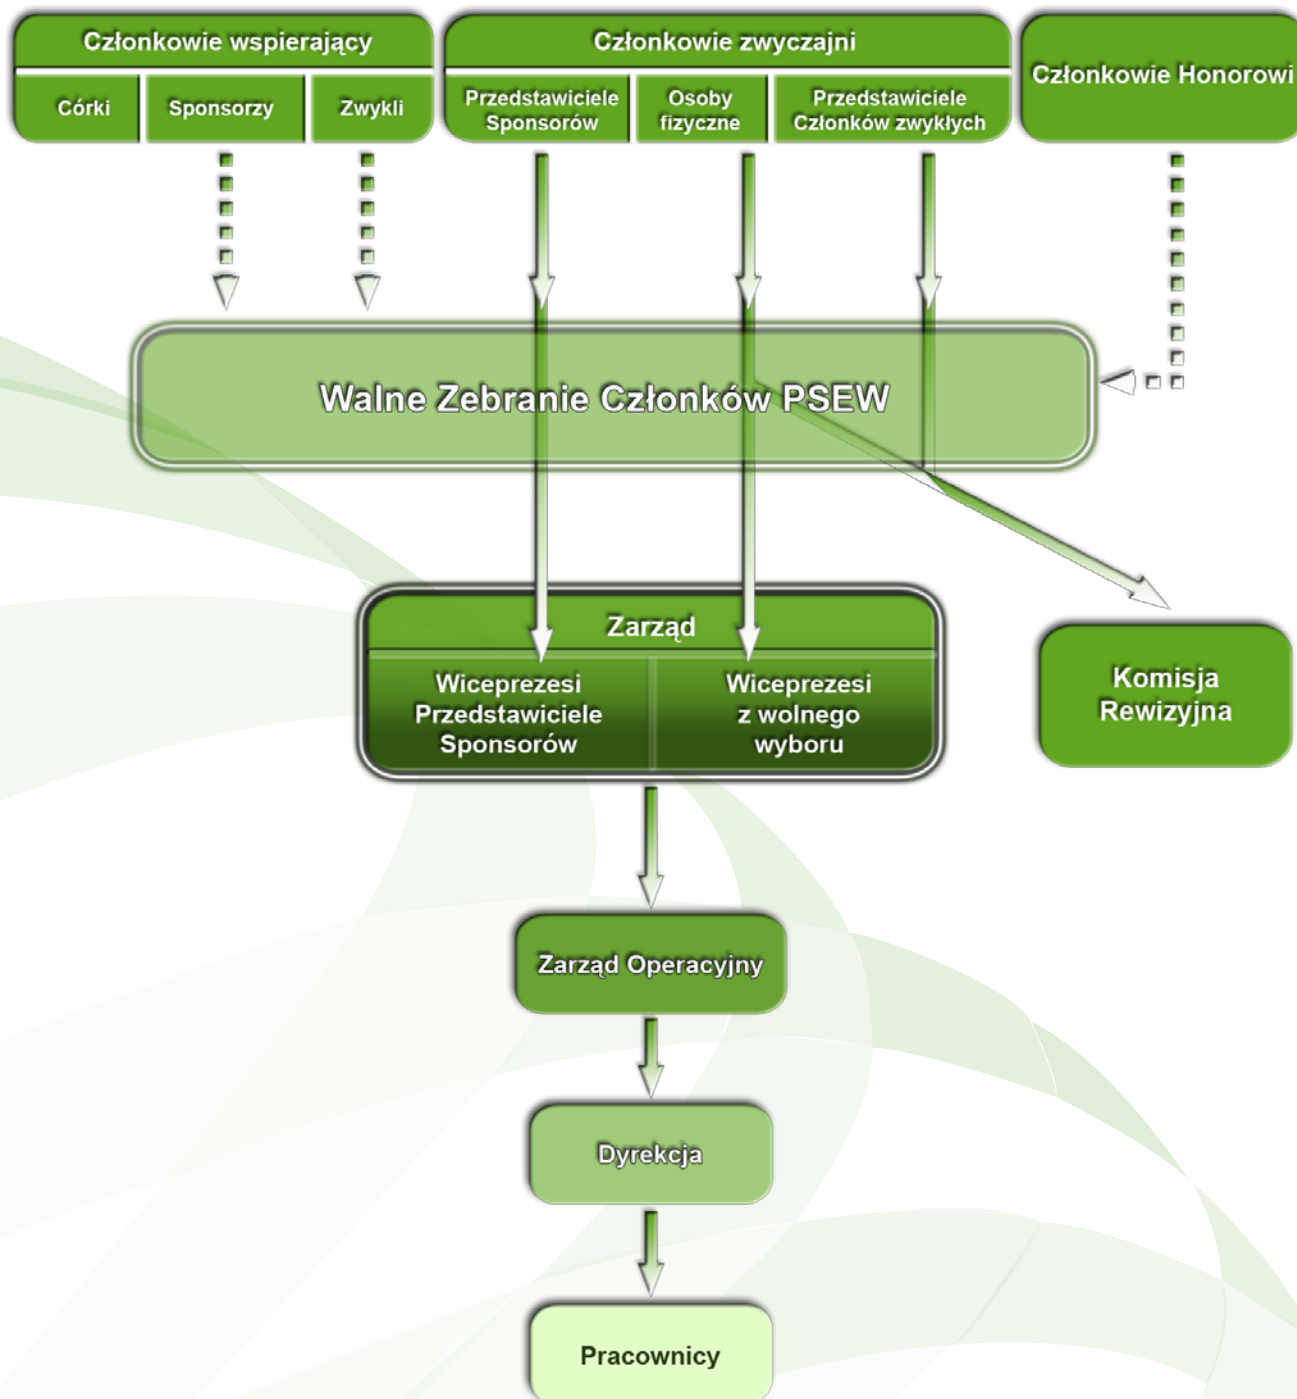 Członkowie wspierający
Córki
Sponsorzy
Zwykli
Członkowie zwyczajni
Przedstawiciele
Sponsorów
Osoby
fizyczne
Przedstawiciele
Członków zwykłych
Członkowie Honorowi
Walne Zebranie Członków PSEW
Zarząd
Wiceprezesi
Przedstawiciele
Sponsorów
Wiceprezesi
z wolnego
wyboru
Komisja
Rewizyjna
Zarząd Operacyjny
Dyrekcja
Pracownicy